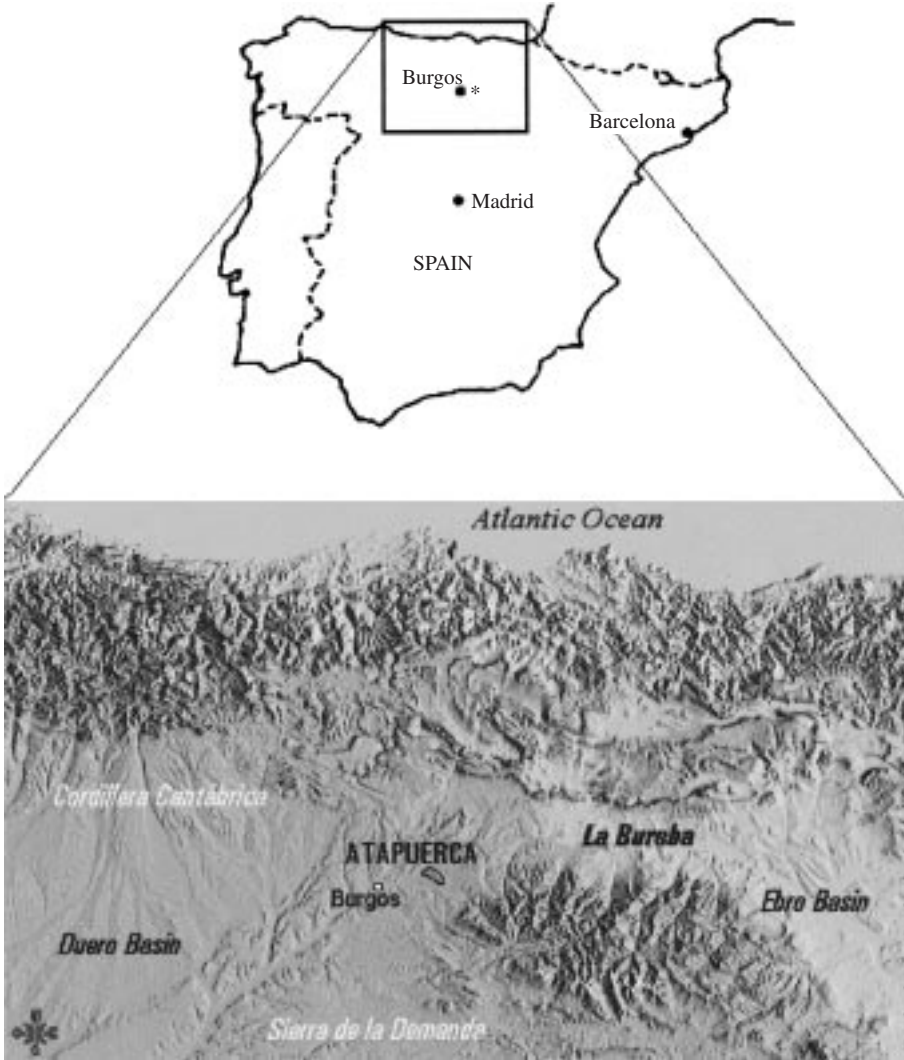 Burgos
*
Barcelona
Madrid
SPAIN
Atlantic Ocean
Cordillera Cantábrica
La Bureba
ATAPUERCA
Burgos
Ebro Basin
Duero Basin
Sierra de la Demanda